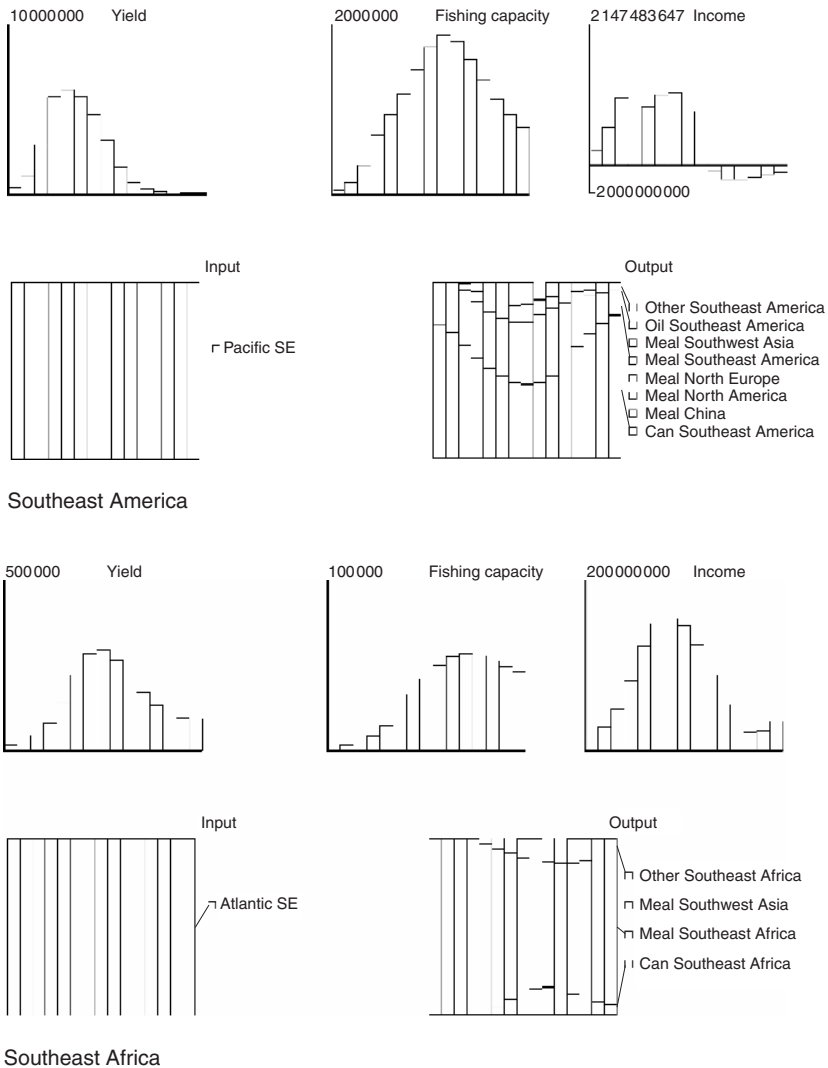 10000000 Yield
2000000 Fishing capacity
2147483647 Income
-2000000000
Input
Pacific SE
Output
Other Southeast America
Oil Southeast America
Meal Southwest Asia
Meal Southeast America
Meal North Europe
Meal North America
Meal China
Can Southeast America
Southeast America
500000 Yield
100000 Fishing capacity
200000000 Income
Input
Atlantic SE
Output
Other Southeast Africa
Meal Southwest Asia
Meal Southeast Africa
Can Southeast Africa
Southeast Africa